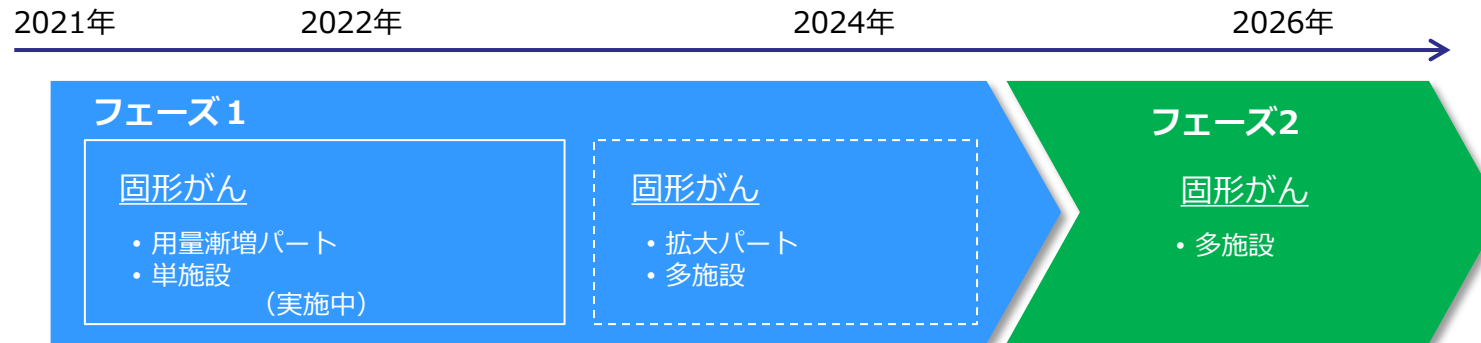 2021年 2022年 2024年 2026年
フェーズ１
固形がん
・用量漸増パート
・単施設
（実施中）
固形がん
・拡大パート
・多施設
フェーズ2
固形がん
・多施設